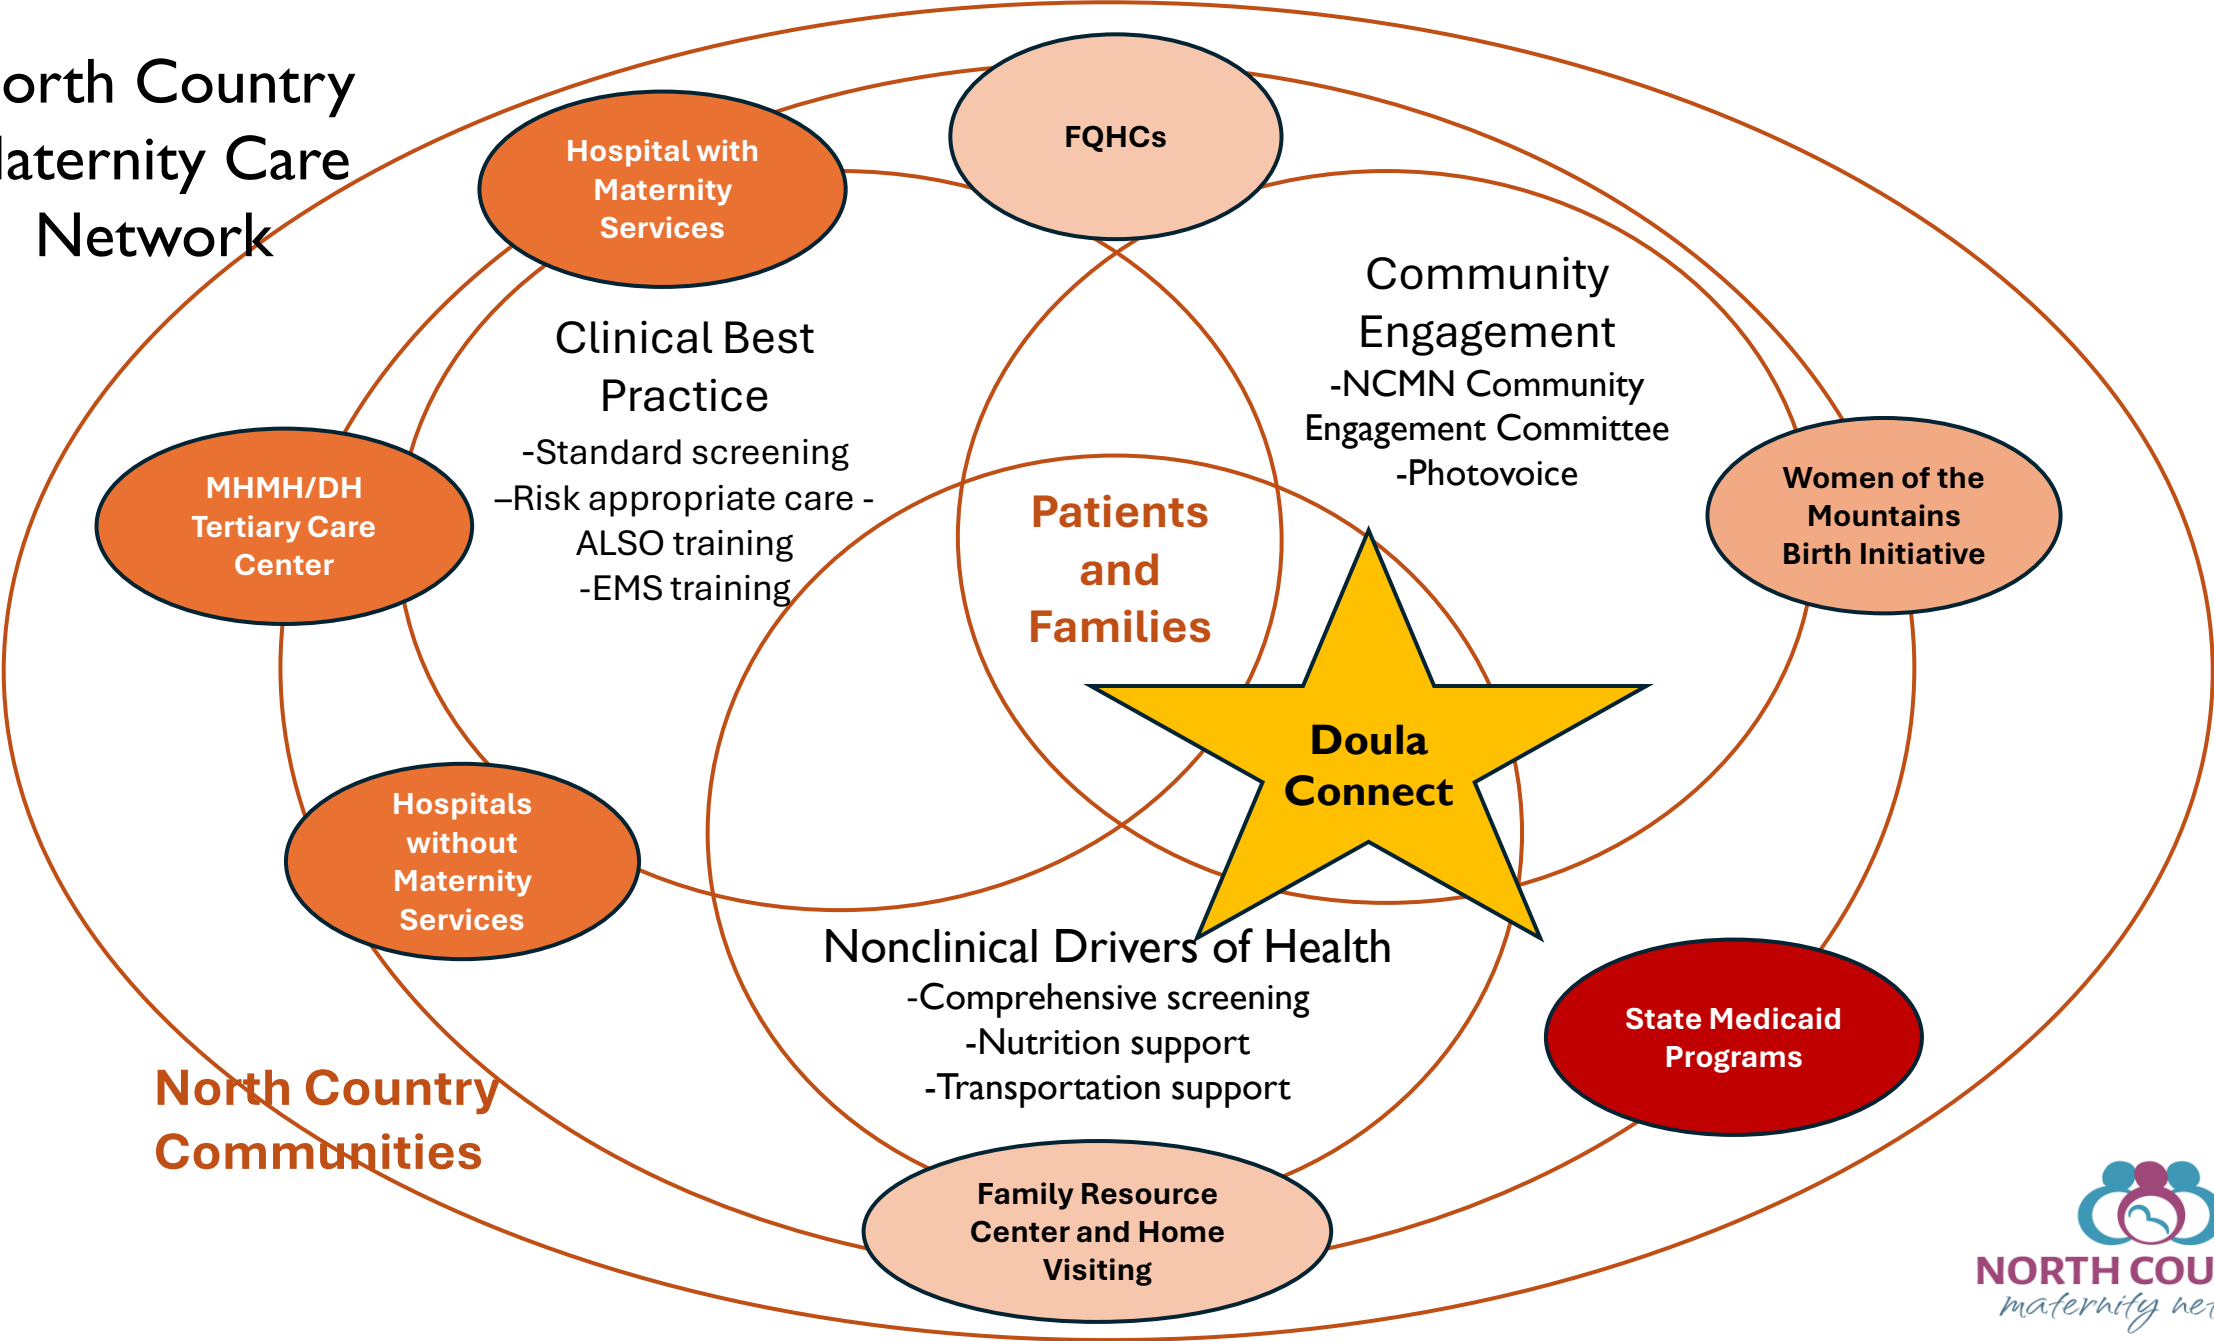 orth Country
aternity Care
Network
Hospital with
Maternity
Services
FQHCs
Clinical Best
Practice
-Standard screening
–Risk appropriate care -
ALSO training
-EMS training
Community
Engagement
-NCMN Community
Engagement Committee
-Photovoice
MHMH/DH
Tertiary Care
Center
Patients
and
Families
Women of the
Mountains
Birth Initiative
Doula
Connect
Hospitals
without
Maternity
Services
Nonclinical Drivers of Health
-Comprehensive screening
-Nutrition support
-Transportation support
State Medicaid
Programs
North Country
Communities
Family Resource
Center and Home
Visiting
NORTH COU
maternity net